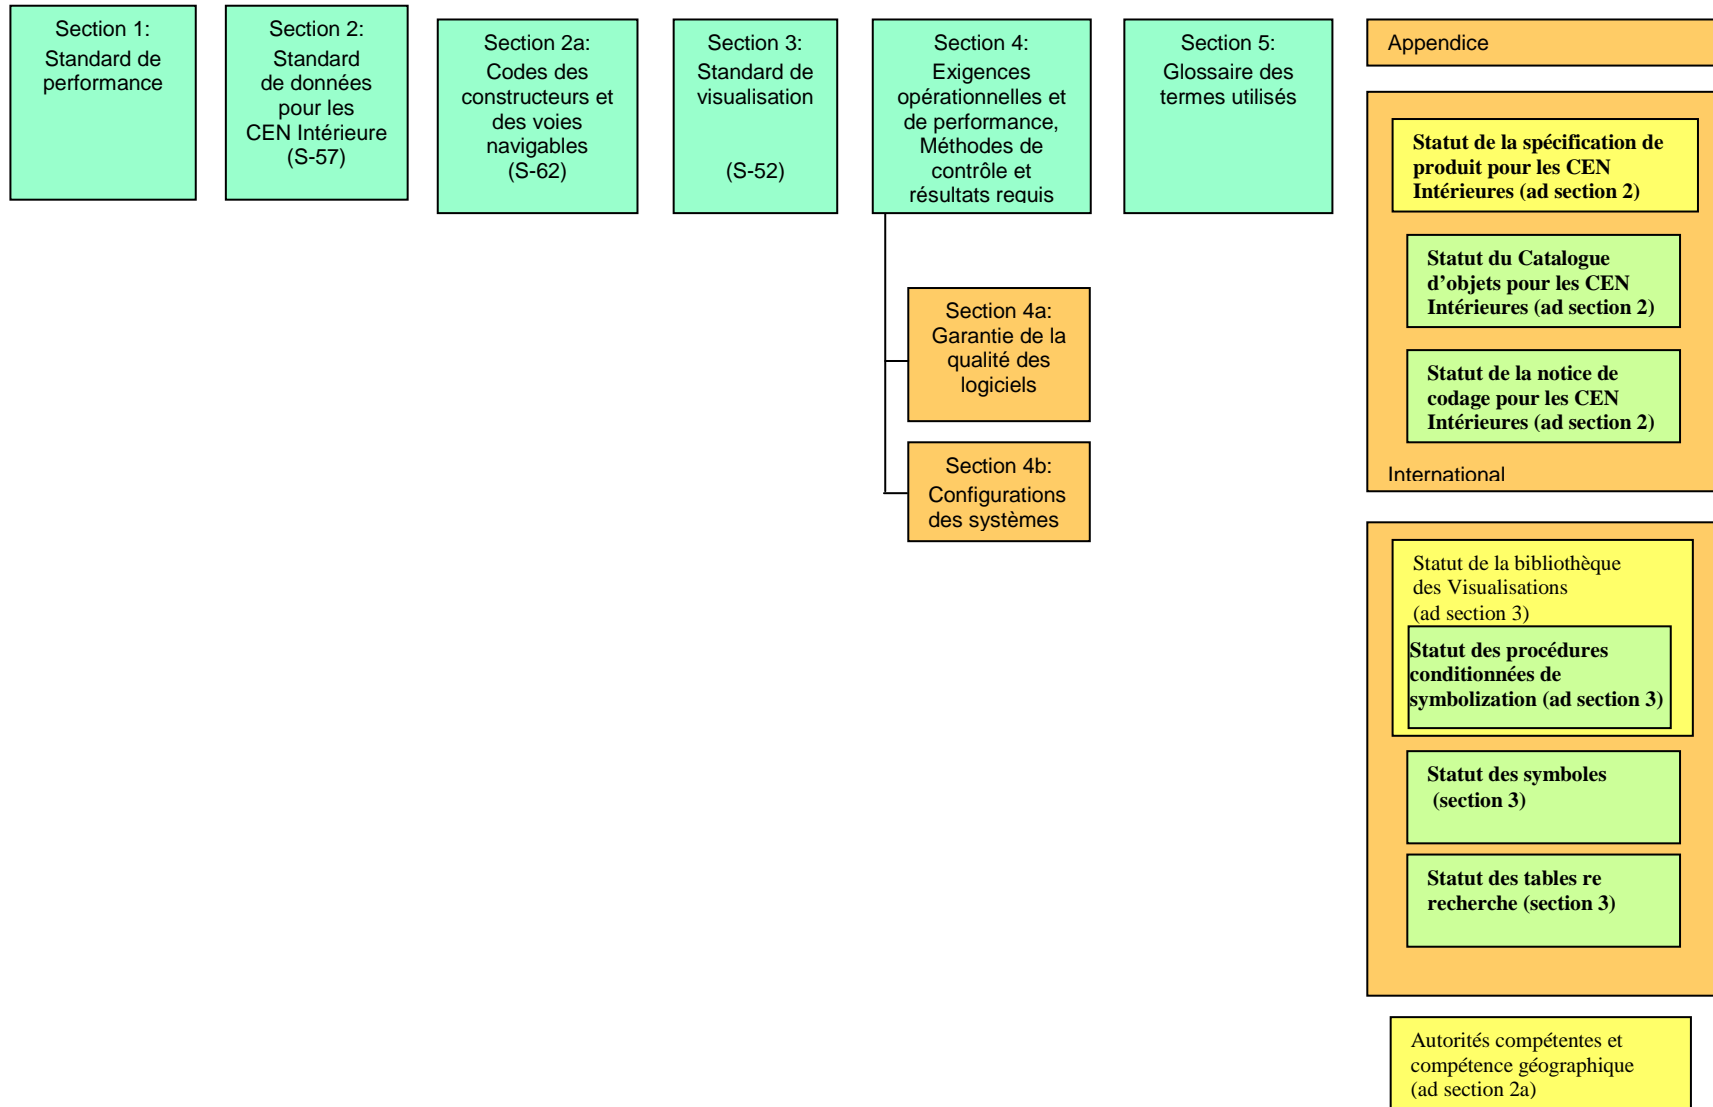 Section 1:
Standard de
performance
Section 2:
Standard
de données
pour les
CEN Intérieure
(S-57)
Section 2a:
Codes des
constructeurs et
des voies
navigables
(S-62)
Section 3:
Standard de
visualisation
(S-52)
Section 4:
Exigences
opérationnelles et
de performance,
Méthodes de
contrôle et
résultats requis
Section 5:
Glossaire des
termes utilisés
Section 4a:
Garantie de la
qualité des
logiciels
Section 4b:
Configurations
des systèmes
Appendice
Statut de la spécification de
produit pour les CEN
Intérieures (ad section 2)
Statut du Catalogue
d’objets pour les CEN
Intérieures (ad section 2)
Statut de la notice de
codage pour les CEN
Intérieures (ad section 2)
International
Statut de la bibliothèque
des Visualisations
(ad section 3)
Statut des procédures
conditionnées de
symbolization (ad section 3)
Statut des symboles
(section 3)
Statut des tables re
recherche (section 3)
Autorités compétentes et
compétence géographique
(ad section 2a)